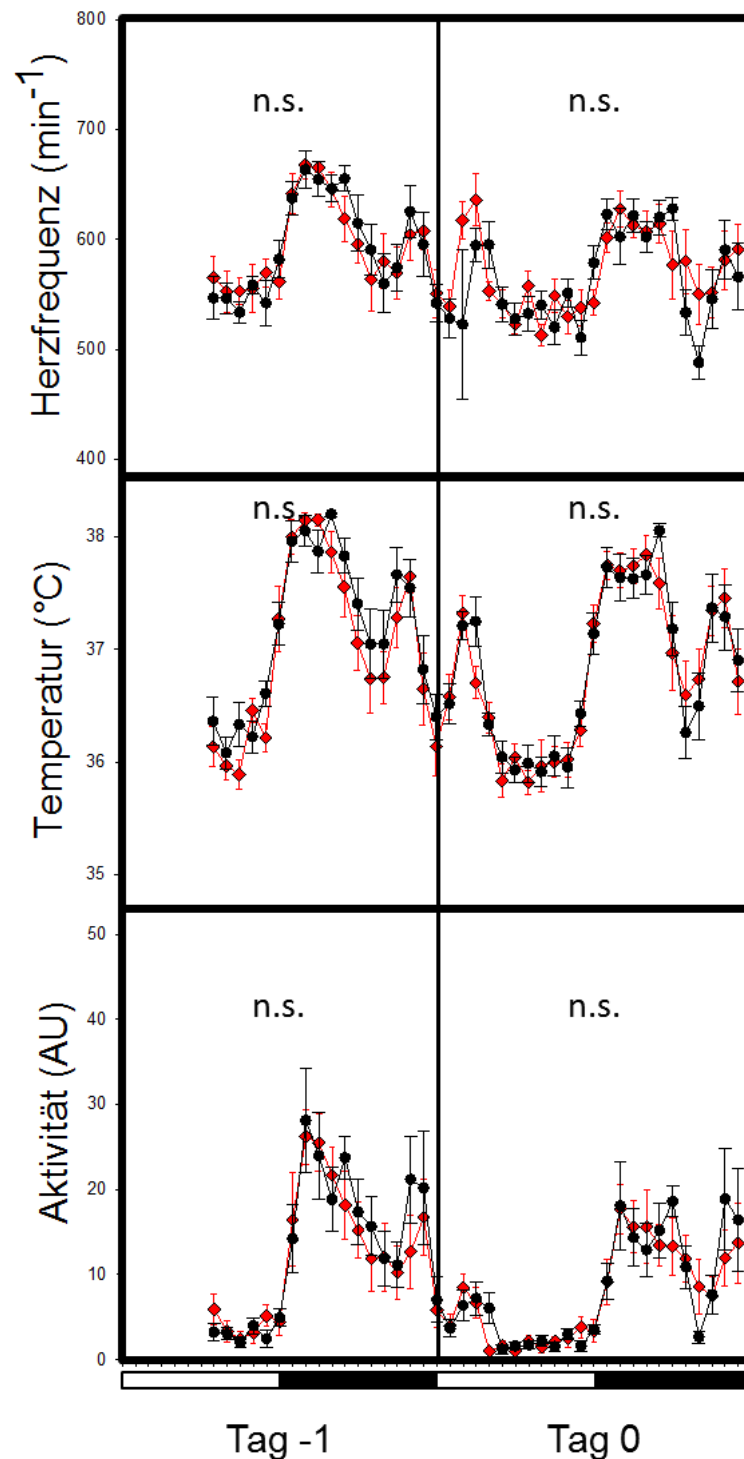 800
700
600
500
400
Herzfrequenz (min-1)
n.s.
n.s.
38
37
36
35
Temperatur (°C)
n.s.
n.s.
50
40
30
20
10
0
Aktivität (AU)
n.s.
n.s.
Tag -1
Tag 0